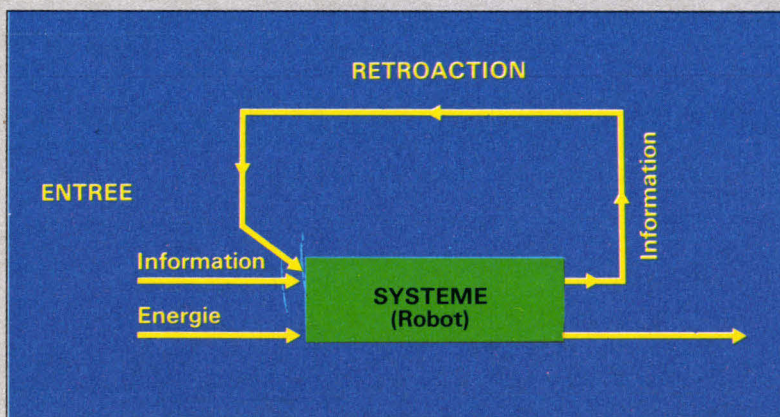 RETROACTION
ENTREE
Information
Information
Energie
SYSTEME
(Robot)